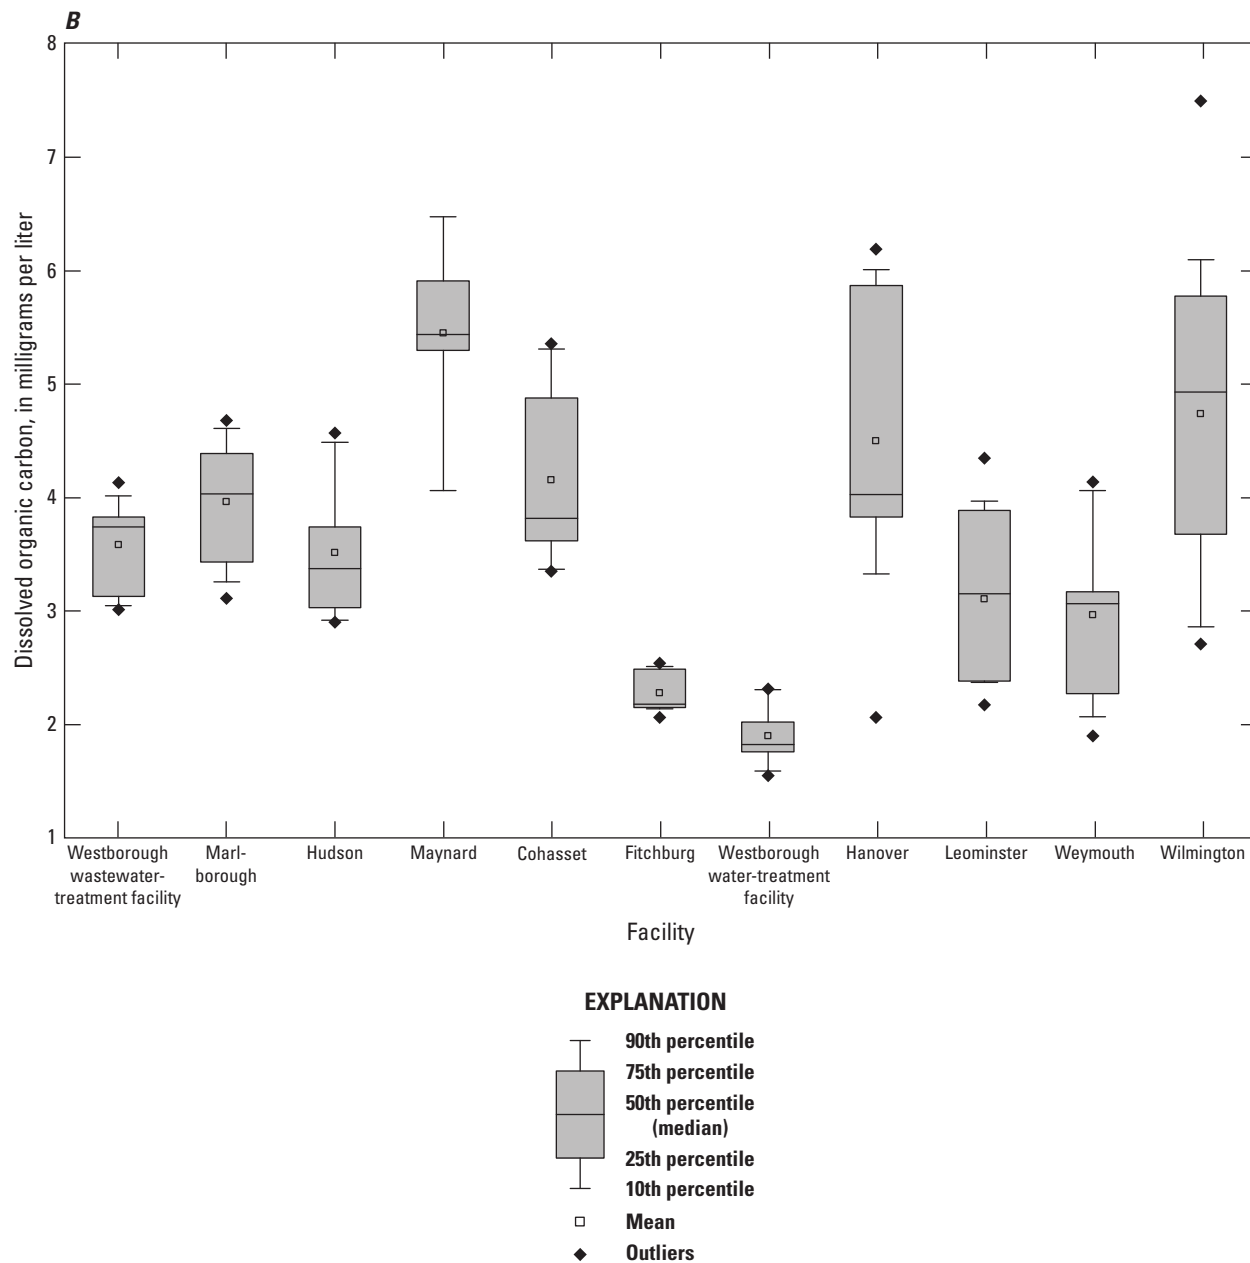 B
8
7
6
5
4
3
2
1
Dissolved organic carbon, in milligrams per liter
Westborough
wastewater-
treatment facility
Marl-
borough
Hudson
Maynard
Cohasset
Fitchburg
Westborough
water-treatment
facility
Hanover
Leominster
Weymouth
Wilmington
Facility
EXPLANATION
90th percentile
75th percentile
50th percentile
(median)
25th percentile
10th percentile
Mean
Outliers